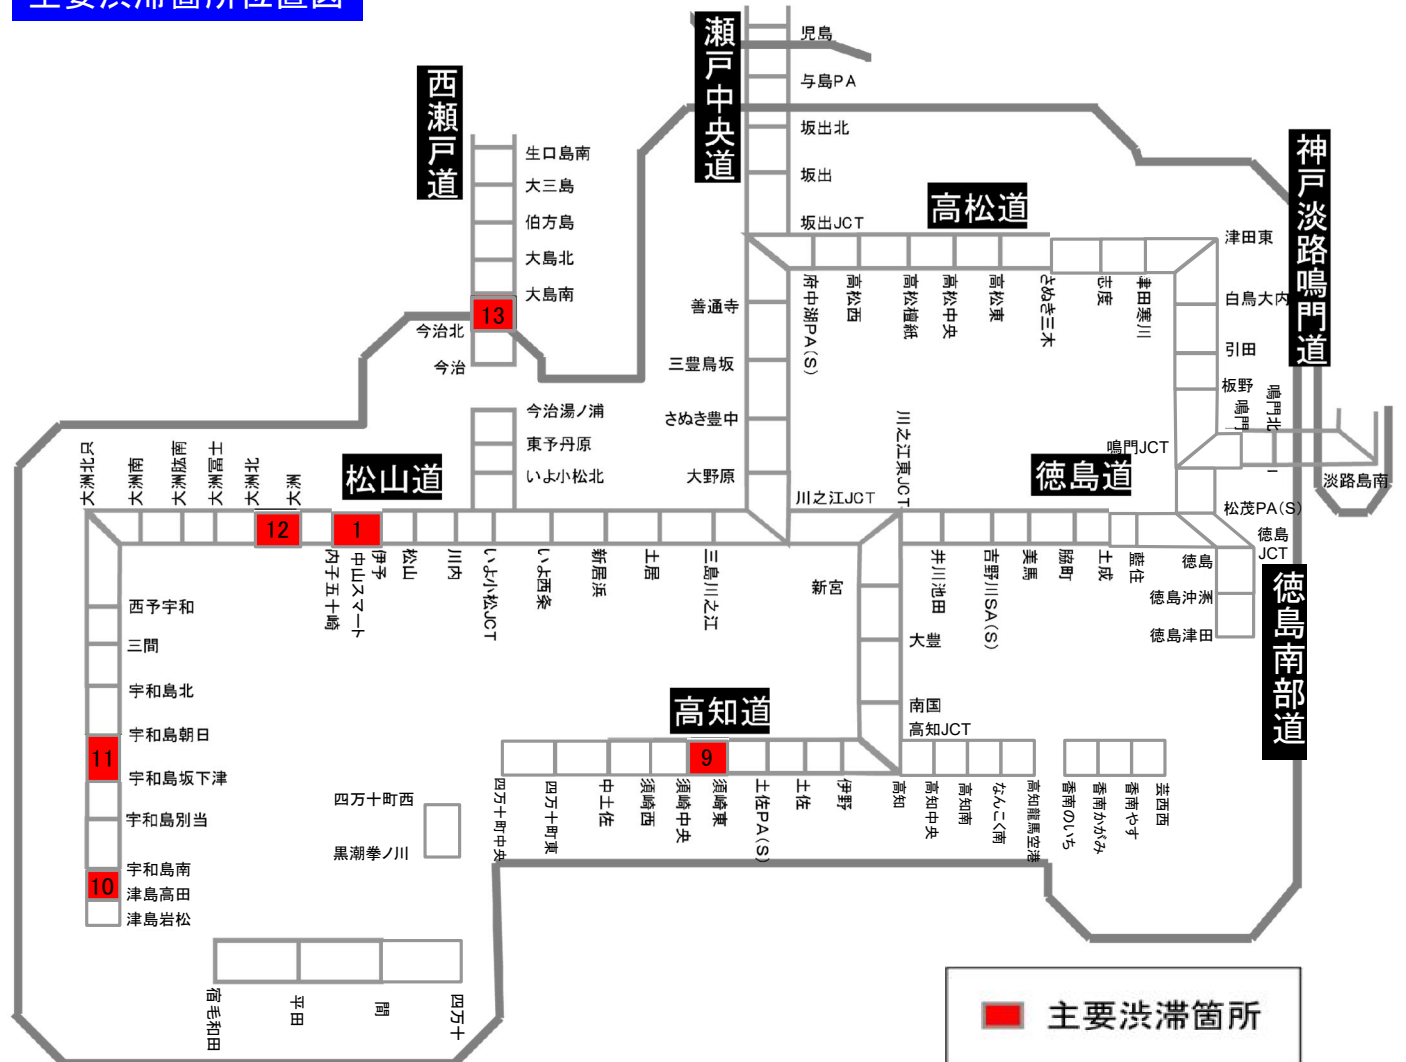 主要渋滞箇所位置図
瀬戸中央道
児島
与島PA
坂出北
坂出
坂出JCT
西瀬戸道
生口島南
大三島
伯方島
大島北
大島南
13
今治北
今治
今治湯ノ浦
東予丹原
いよ小松北
高松道
府中湖PA(S)
高松西
高松檀紙
高松中央
高松東
さぬき三木
志度
津田寒川
津田東
白鳥大内
引田
板野
鳴門
鳴門北
鳴門JCT
神戸淡路鳴門道
淡路島南
善通寺
三豊鳥坂
さぬき豊中
大野原
川之江JCT
川之江東JCT
徳島道
松茂PA(S)
徳島
JCT
徳島
徳島沖洲
徳島津田
徳島南部道
井川池田
吉野川SA(S)
美馬
脇町
土成
藍住
松山道
大洲北只
大洲南
大洲肱南
大洲冨士
大洲北
大洲
12
1
内子五十崎
中山スマート
伊予
松山
川内
いよ小松JCT
いよ西条
新居浜
土居
三島川之江
新宮
大豊
南国
高知JCT
西予宇和
三間
宇和島北
宇和島朝日
11
宇和島坂下津
宇和島別当
宇和島南
10
津島高田
津島岩松
高知道
9
四万十町中央
四万十町東
中土佐
須崎西
須崎中央
須崎東
土佐PA(S)
土佐
伊野
高知
高知中央
高知南
なんこく南
高知龍馬空港
香南のいち
香南かがみ
香南やす
芸西西
四万十町西
黒潮拳ノ川
宿毛和田
平田
間
四万十
主要渋滞箇所